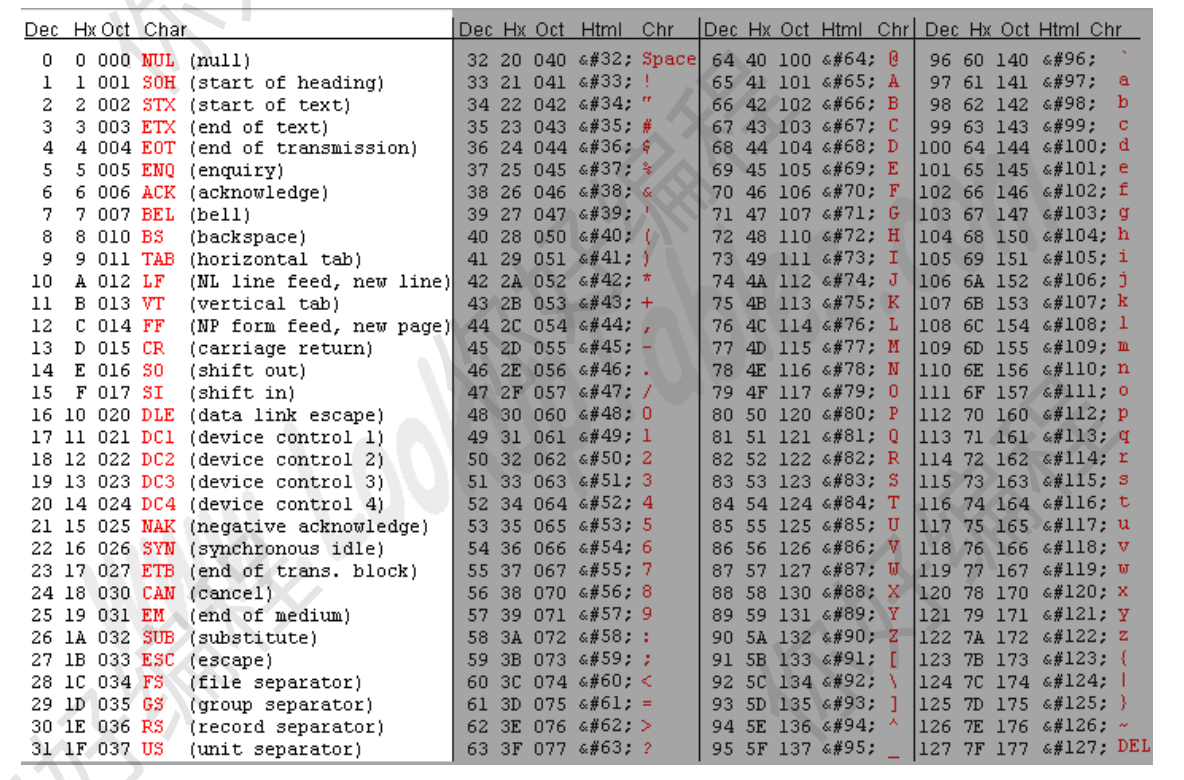 Dec Hx Oct Char Dec Hx Oct Html Chr Dec Hx Oct Html Chr Dec Hx Oct Html Chr
0 0 000 NUL (null) 32 20 040 &#32; Space 64 40 100 &#64; @ 96 60 140 &#96; `
1 1 001 SOH (start of heading) 33 21 041 &#33; ! 65 41 101 &#65; A 97 61 141 &#97; a
2 2 002 STX (start of text) 34 22 042 &#34; " 66 42 102 &#66; B 98 62 142 &#98; b
3 3 003 ETX (end of text) 35 23 043 &#35; # 67 43 103 &#67; C 99 63 143 &#99; c
4 4 004 EOT (end of transmission) 36 24 044 &#36; $ 68 44 104 &#68; D 100 64 144 &#100; d
5 5 005 ENQ (enquiry) 37 25 045 &#37; % 69 45 105 &#69; E 101 65 145 &#101; e
6 6 006 ACK (acknowledge) 38 26 046 &#38; & 70 46 106 &#70; F 102 66 146 &#102; f
7 7 007 BEL (bell) 39 27 047 &#39; ' 71 47 107 &#71; G 103 67 147 &#103; g
8 8 010 BS (backspace) 40 28 050 &#40; ( 72 48 110 &#72; H 104 68 150 &#104; h
9 9 011 TAB (horizontal tab) 41 29 051 &#41; ) 73 49 111 &#73; I 105 69 151 &#105; i
10 A 012 LF (NL line feed, new line) 42 2A 052 &#42; * 74 4A 112 &#74; J 106 6A 152 &#106; j
11 B 013 VT (vertical tab) 43 2B 053 &#43; + 75 4B 113 &#75; K 107 6B 153 &#107; k
12 C 014 FF (NP form feed, new page) 44 2C 054 &#44; , 76 4C 114 &#76; L 108 6C 154 &#108; l
13 D 015 CR (carriage return) 45 2D 055 &#45; - 77 4D 115 &#77; M 109 6D 155 &#109; m
14 E 016 SO (shift out) 46 2E 056 &#46; . 78 4E 116 &#78; N 110 6E 156 &#110; n
15 F 017 SI (shift in) 47 2F 057 &#47; / 79 4F 117 &#79; O 111 6F 157 &#111; o
16 10 020 DLE (data link escape) 48 30 060 &#48; 0 80 50 120 &#80; P 112 70 160 &#112; p
17 11 021 DC1 (device control 1) 49 31 061 &#49; 1 81 51 121 &#81; Q 113 71 161 &#113; q
18 12 022 DC2 (device control 2) 50 32 062 &#50; 2 82 52 122 &#82; R 114 72 162 &#114; r
19 13 023 DC3 (device control 3) 51 33 063 &#51; 3 83 53 123 &#83; S 115 73 163 &#115; s
20 14 024 DC4 (device control 4) 52 34 064 &#52; 4 84 54 124 &#84; T 116 74 164 &#116; t
21 15 025 NAK (negative acknowledge) 53 35 065 &#53; 5 85 55 125 &#85; U 117 75 165 &#117; u
22 16 026 SYN (synchronous idle) 54 36 066 &#54; 6 86 56 126 &#86; V 118 76 166 &#118; v
23 17 027 ETB (end of trans. block) 55 37 067 &#55; 7 87 57 127 &#87; W 119 77 167 &#119; w
24 18 030 CAN (cancel) 56 38 070 &#56; 8 88 58 130 &#88; X 120 78 170 &#120; x
25 19 031 EM (end of medium) 57 39 071 &#57; 9 89 59 131 &#89; Y 121 79 171 &#121; y
26 1A 032 SUB (substitute) 58 3A 072 &#58; : 90 5A 132 &#90; Z 122 7A 172 &#122; z
27 1B 033 ESC (escape) 59 3B 073 &#59; ; 91 5B 133 &#91; [ 123 7B 173 &#123; {
28 1C 034 FS (file separator) 60 3C 074 &#60; < 92 5C 134 &#92; \ 124 7C 174 &#124; |
29 1D 035 GS (group separator) 61 3D 075 &#61; = 93 5D 135 &#93; ] 125 7D 175 &#125; }
30 1E 036 RS (record separator) 62 3E 076 &#62; > 94 5E 136 &#94; ^ 126 7E 176 &#126; ~
31 1F 037 US (unit separator) 63 3F 077 &#63; ? 95 5F 137 &#95; _ 127 7F 177 &#127; DEL
你好编程